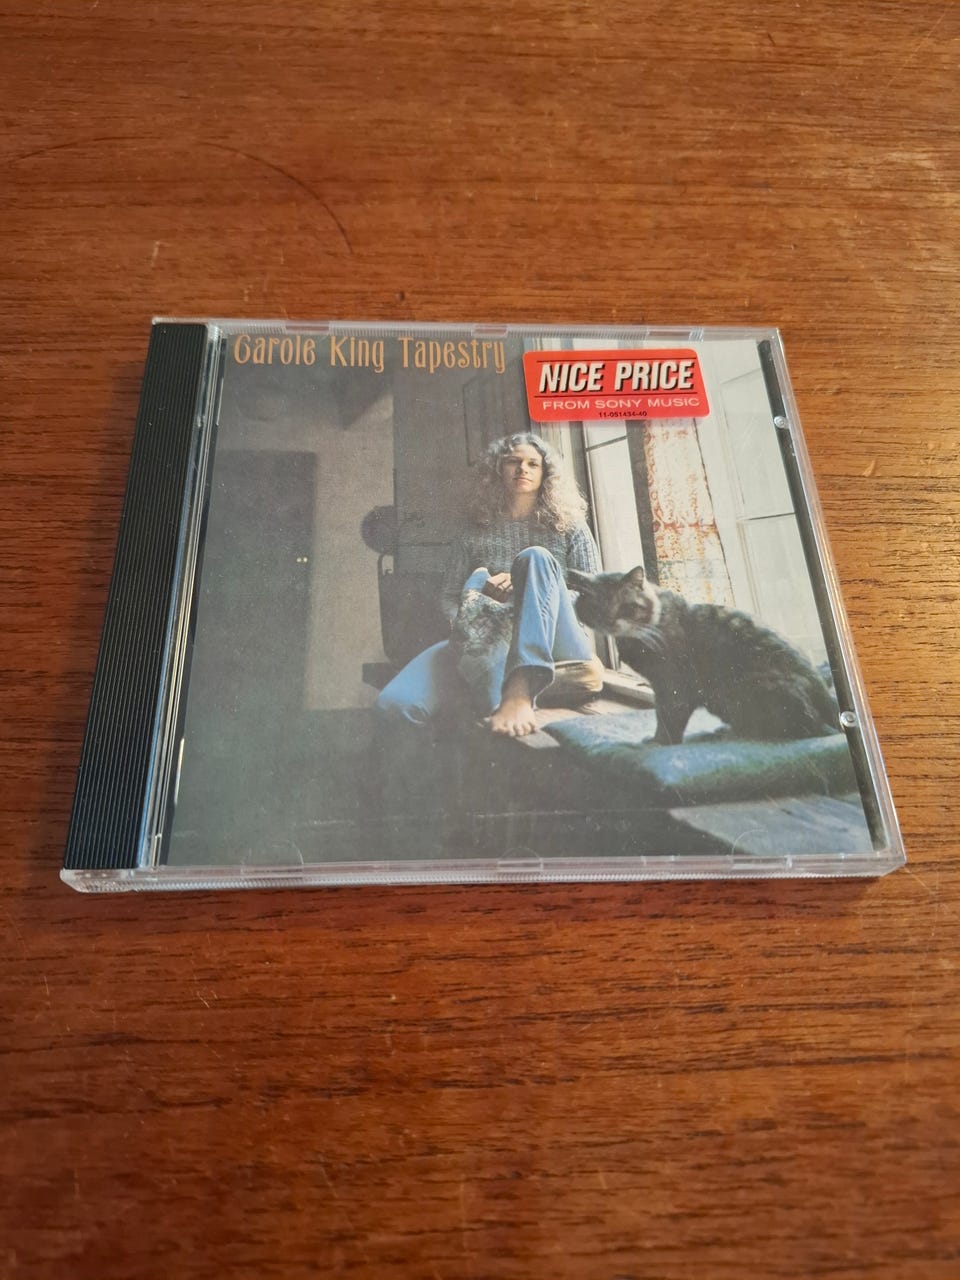 Carole King Tapestry
NICE PRICE
FROM SONY MUSIC
11-051434-40